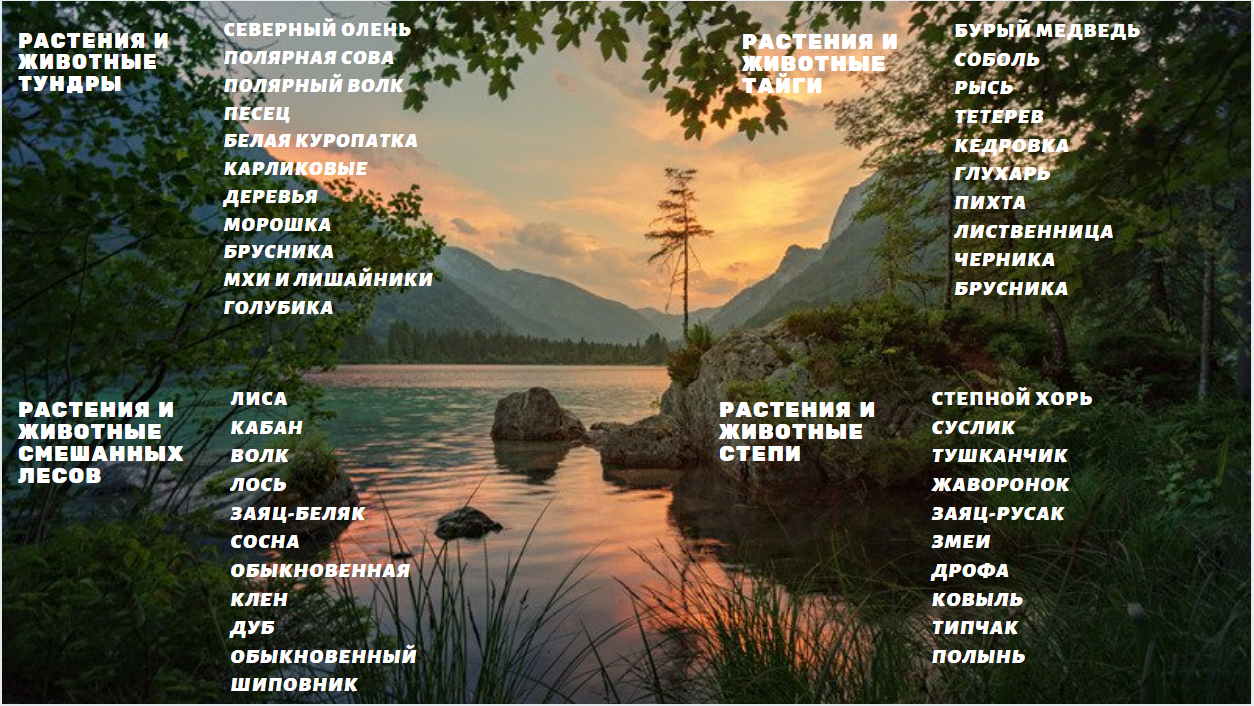 РАСТЕНИЯ И
ЖИВОТНЫЕ
ТУНДРЫ
СЕВЕРНЫЙ ОЛЕНЬ
ПОЛЯРНАЯ СОВА
ПОЛЯРНЫЙ ВОЛК
ПЕСЕЦ
БЕЛАЯ КУРОПАТКА
КАРЛИКОВЫЕ
ДЕРЕВЬЯ
МОРОШКА
БРУСНИКА
МХИ И ЛИШАЙНИКИ
ГОЛУБИКА
РАСТЕНИЯ И
ЖИВОТНЫЕ
ТАЙГИ
БУРЫЙ МЕДВЕДЬ
СОБОЛЬ
РЫСЬ
ТЕТЕРЕВ
КЕДРОВКА
ГЛУХАРЬ
ПИХТА
ЛИСТВЕННИЦА
ЧЕРНИКА
БРУСНИКА
РАСТЕНИЯ И
ЖИВОТНЫЕ
СМЕШАННЫХ
ЛЕСОВ
ЛИСА
КАБАН
ВОЛК
ЛОСЬ
ЗАЯЦ-БЕЛЯК
СОСНА
ОБЫКНОВЕННАЯ
КЛЕН
ДУБ
ОБЫКНОВЕННЫЙ
ШИПОВНИК
РАСТЕНИЯ И
ЖИВОТНЫЕ
СТЕПИ
СТЕПНОЙ ХОРЬ
СУСЛИК
ТУШКАНЧИК
ЖАВОРОНОК
ЗАЯЦ-РУСАК
ЗМЕИ
ДРОФА
КОВЫЛЬ
ТИПЧАК
ПОЛЫНЬ